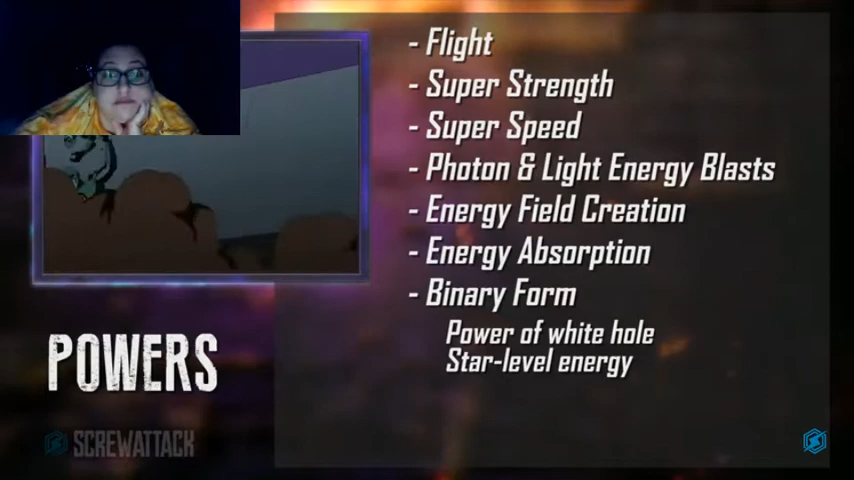 - Flight
- Super Strength
- Super Speed
- Photon & Light Energy Blasts
- Energy Field Creation
- Energy Absorption
- Binary Form
Power of white hole
Star-level energy
POWERS
SCREWATTACK